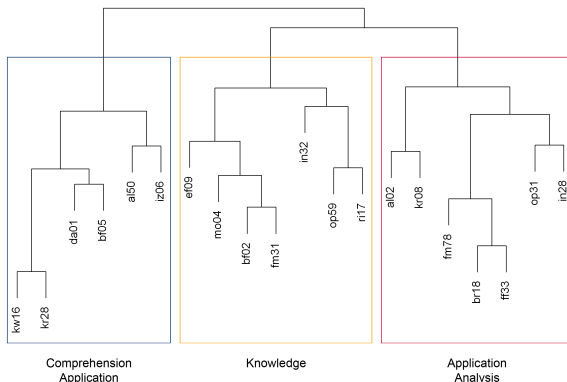 al50
iz06
in32
ef09
op59
ri17
al02
kr08
op31
in28
da01
bf05
mo04
bf02
fm31
fm78
br18
ff33
kw16
kr28
Comprehension
Application
Knowledge
Application
Analysis